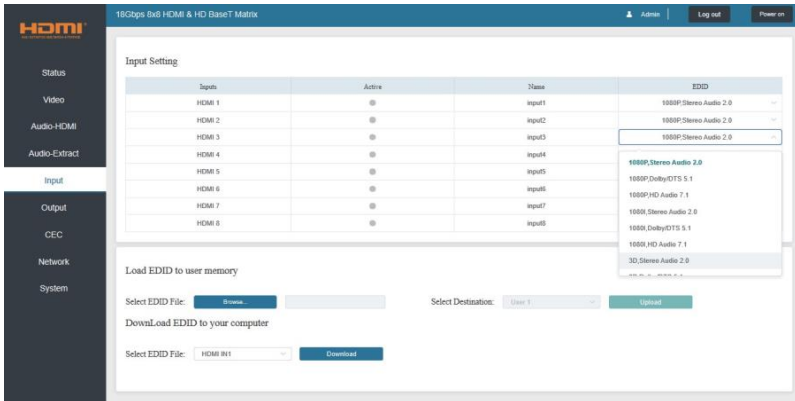 HDMI
18Gbps 8x8 HDMI & HD BaseT Matrix
Admin
Log out
Power on
Status
Video
Audio-HDMI
Audio-Extract
Input
Output
CEC
Network
System
Input Setting
Inputs Active Name EDID
HDMI 1 input1 1080P,Stereo Audio 2.0
HDMI 2 input2 1080P,Stereo Audio 2.0
HDMI 3 input3 1080P,Stereo Audio 2.0
HDMI 4 input4
HDMI 5 input5
HDMI 6 input6
HDMI 7 input7
HDMI 8 input8
1080P,Stereo Audio 2.0
1080P,Dolby/DTS 5.1
1080P,HD Audio 7.1
1080I,Stereo Audio 2.0
1080I,Dolby/DTS 5.1
1080I,HD Audio 7.1
3D,Stereo Audio 2.0
Load EDID to user memory
Select EDID File: Browse... Select Destination: User 1 Upload
DownLoad EDID to your computer
Select EDID File: HDMI IN1 Download